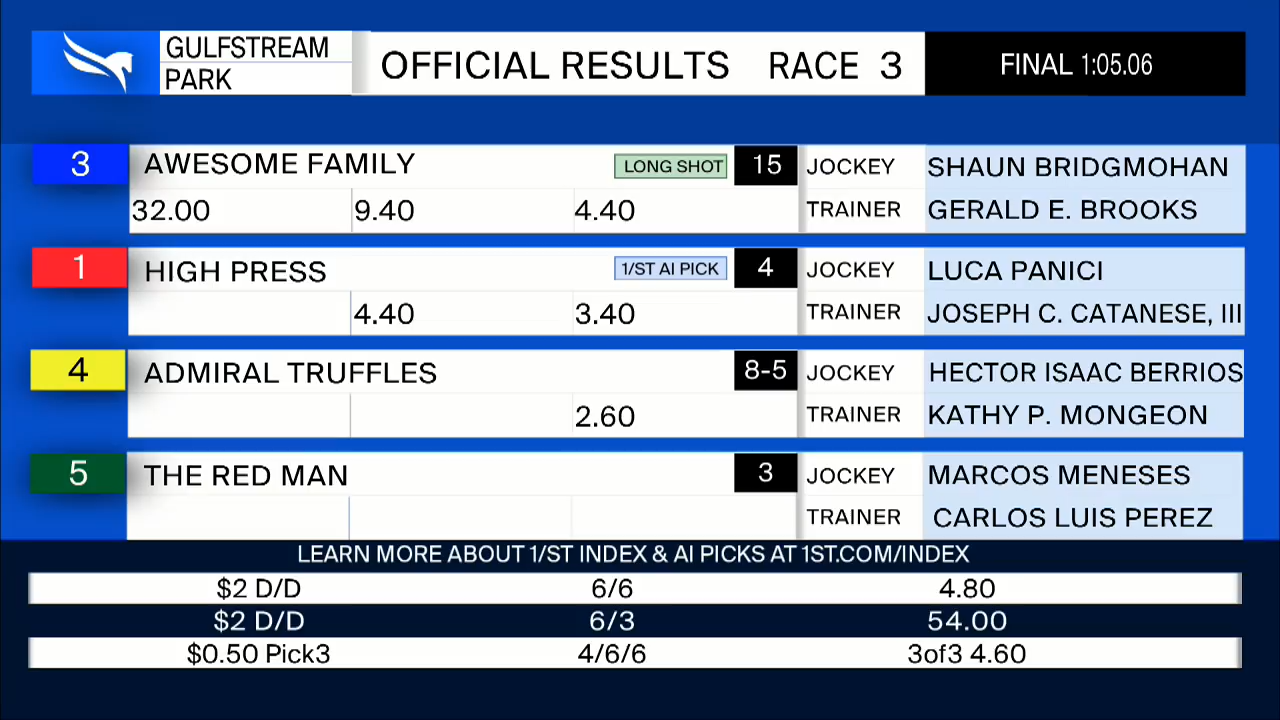 GULFSTREAM PARK OFFICIAL RESULTS RACE 3 FINAL 1:05.06
3 AWESOME FAMILY LONG SHOT 15 JOCKEY SHAUN BRIDGMOHAN
32.00 9.40 4.40 TRAINER GERALD E. BROOKS
1 HIGH PRESS 1/ST AI PICK 4 JOCKEY LUCA PANICI
4.40 3.40 TRAINER JOSEPH C. CATANESE, III
4 ADMIRAL TRUFFLES 8-5 JOCKEY HECTOR ISAAC BERRIOS
2.60 TRAINER KATHY P. MONGEON
5 THE RED MAN 3 JOCKEY MARCOS MENESES
TRAINER CARLOS LUIS PEREZ
LEARN MORE ABOUT 1/ST INDEX & AI PICKS AT 1ST.COM/INDEX
$2 D/D 6/6 4.80
$2 D/D 6/3 54.00
$0.50 Pick3 4/6/6 3of3 4.60